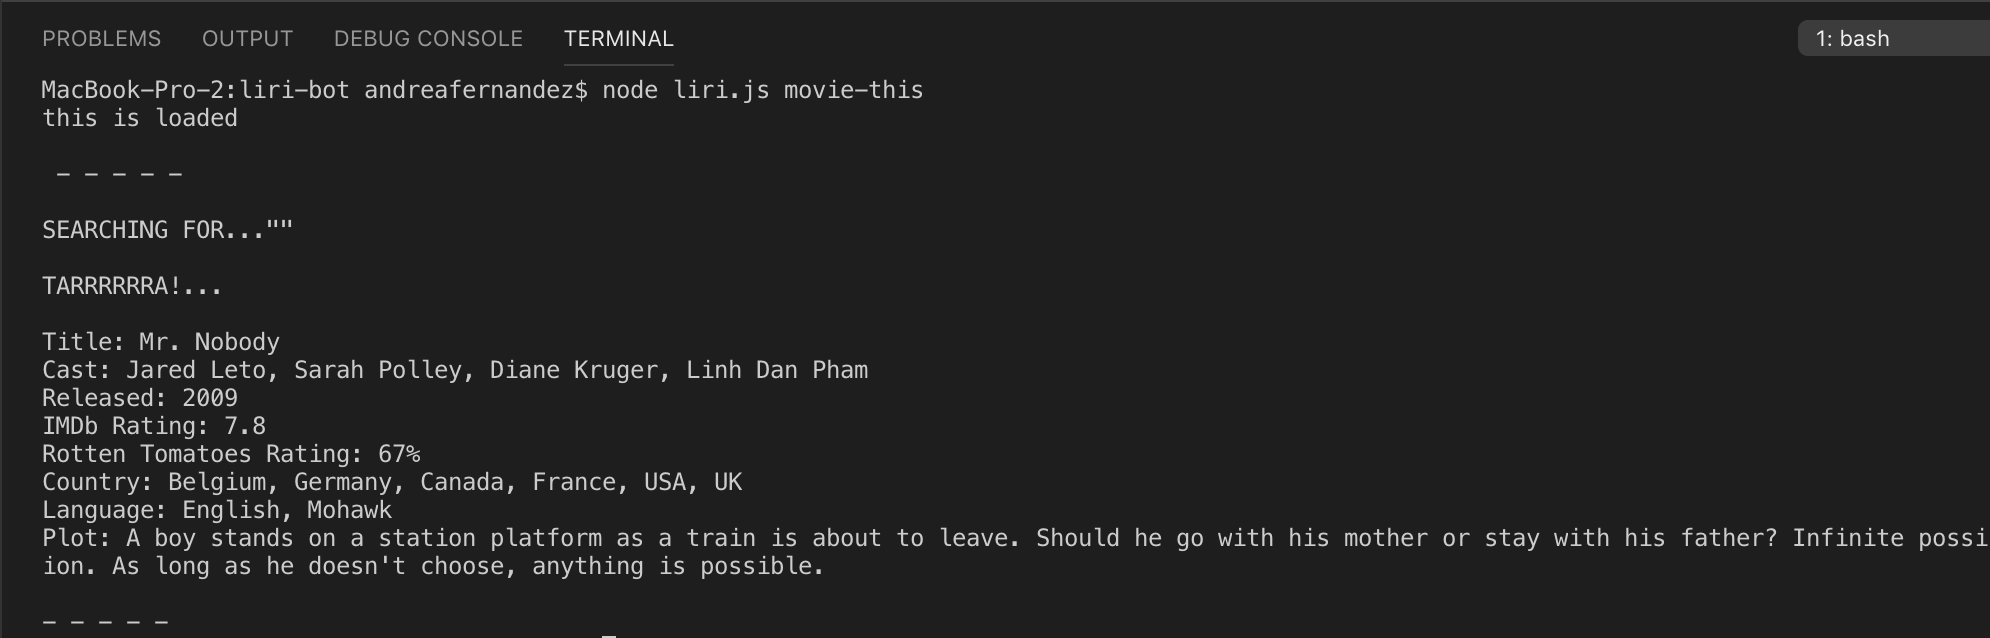 PROBLEMS OUTPUT DEBUG CONSOLE TERMINAL 1: bash
MacBook-Pro-2:liri-bot andreafernandez$ node liri.js movie-this
this is loaded
- - - - -
SEARCHING FOR...""
TARRRRRRA!...
Title: Mr. Nobody
Cast: Jared Leto, Sarah Polley, Diane Kruger, Linh Dan Pham
Released: 2009
IMDb Rating: 7.8
Rotten Tomatoes Rating: 67%
Country: Belgium, Germany, Canada, France, USA, UK
Language: English, Mohawk
Plot: A boy stands on a station platform as a train is about to leave. Should he go with his mother or stay with his father? Infinite possi
ion. As long as he doesn't choose, anything is possible.
- - - - -